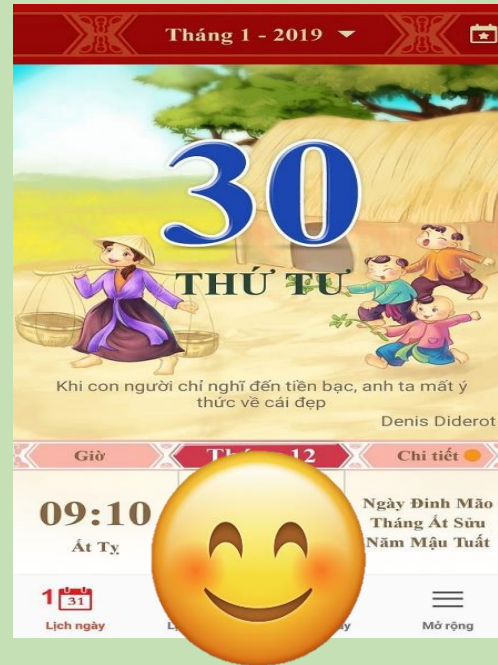 Tháng 1 - 2019
30
THỨ TƯ
Khi con người chỉ nghĩ đến tiền bạc, anh ta mất ý
thức về cái đẹp
Denis Diderot
Giờ
12
Chi tiết
09:10
Ất Tỵ
Ngày Đinh Mão
Tháng Ất Sửu
Năm Mậu Tuất
1 31
Lịch ngày
Mở rộng